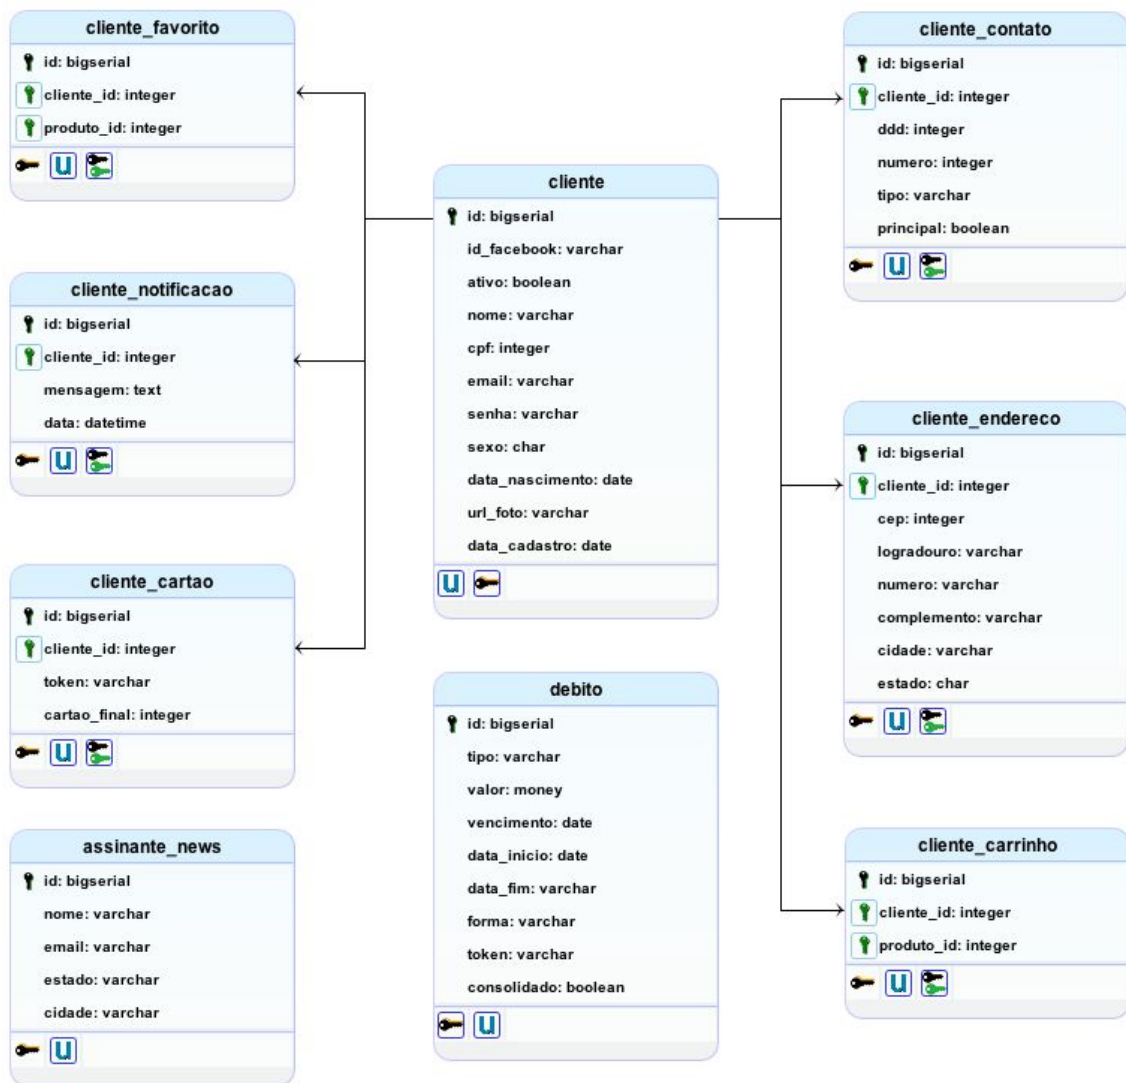 cliente_favorito
id: bigserial
cliente_id: integer
produto_id: integer
U
cliente_notificacao
id: bigserial
cliente_id: integer
mensagem: text
data: datetime
U
cliente_cartao
id: bigserial
cliente_id: integer
token: varchar
cartao_final: integer
U
assinante_news
id: bigserial
nome: varchar
email: varchar
estado: varchar
cidade: varchar
U
cliente
id: bigserial
id_facebook: varchar
ativo: boolean
nome: varchar
cpf: integer
email: varchar
senha: varchar
sexo: char
data_nascimento: date
url_foto: varchar
data_cadastro: date
U
debito
id: bigserial
tipo: varchar
valor: money
vencimento: date
data_inicio: date
data_fim: varchar
forma: varchar
token: varchar
consolidado: boolean
U
cliente_contato
id: bigserial
cliente_id: integer
ddd: integer
numero: integer
tipo: varchar
principal: boolean
U
cliente_endereco
id: bigserial
cliente_id: integer
cep: integer
logradouro: varchar
numero: varchar
complemento: varchar
cidade: varchar
estado: char
U
cliente_carrinho
id: bigserial
cliente_id: integer
produto_id: integer
U